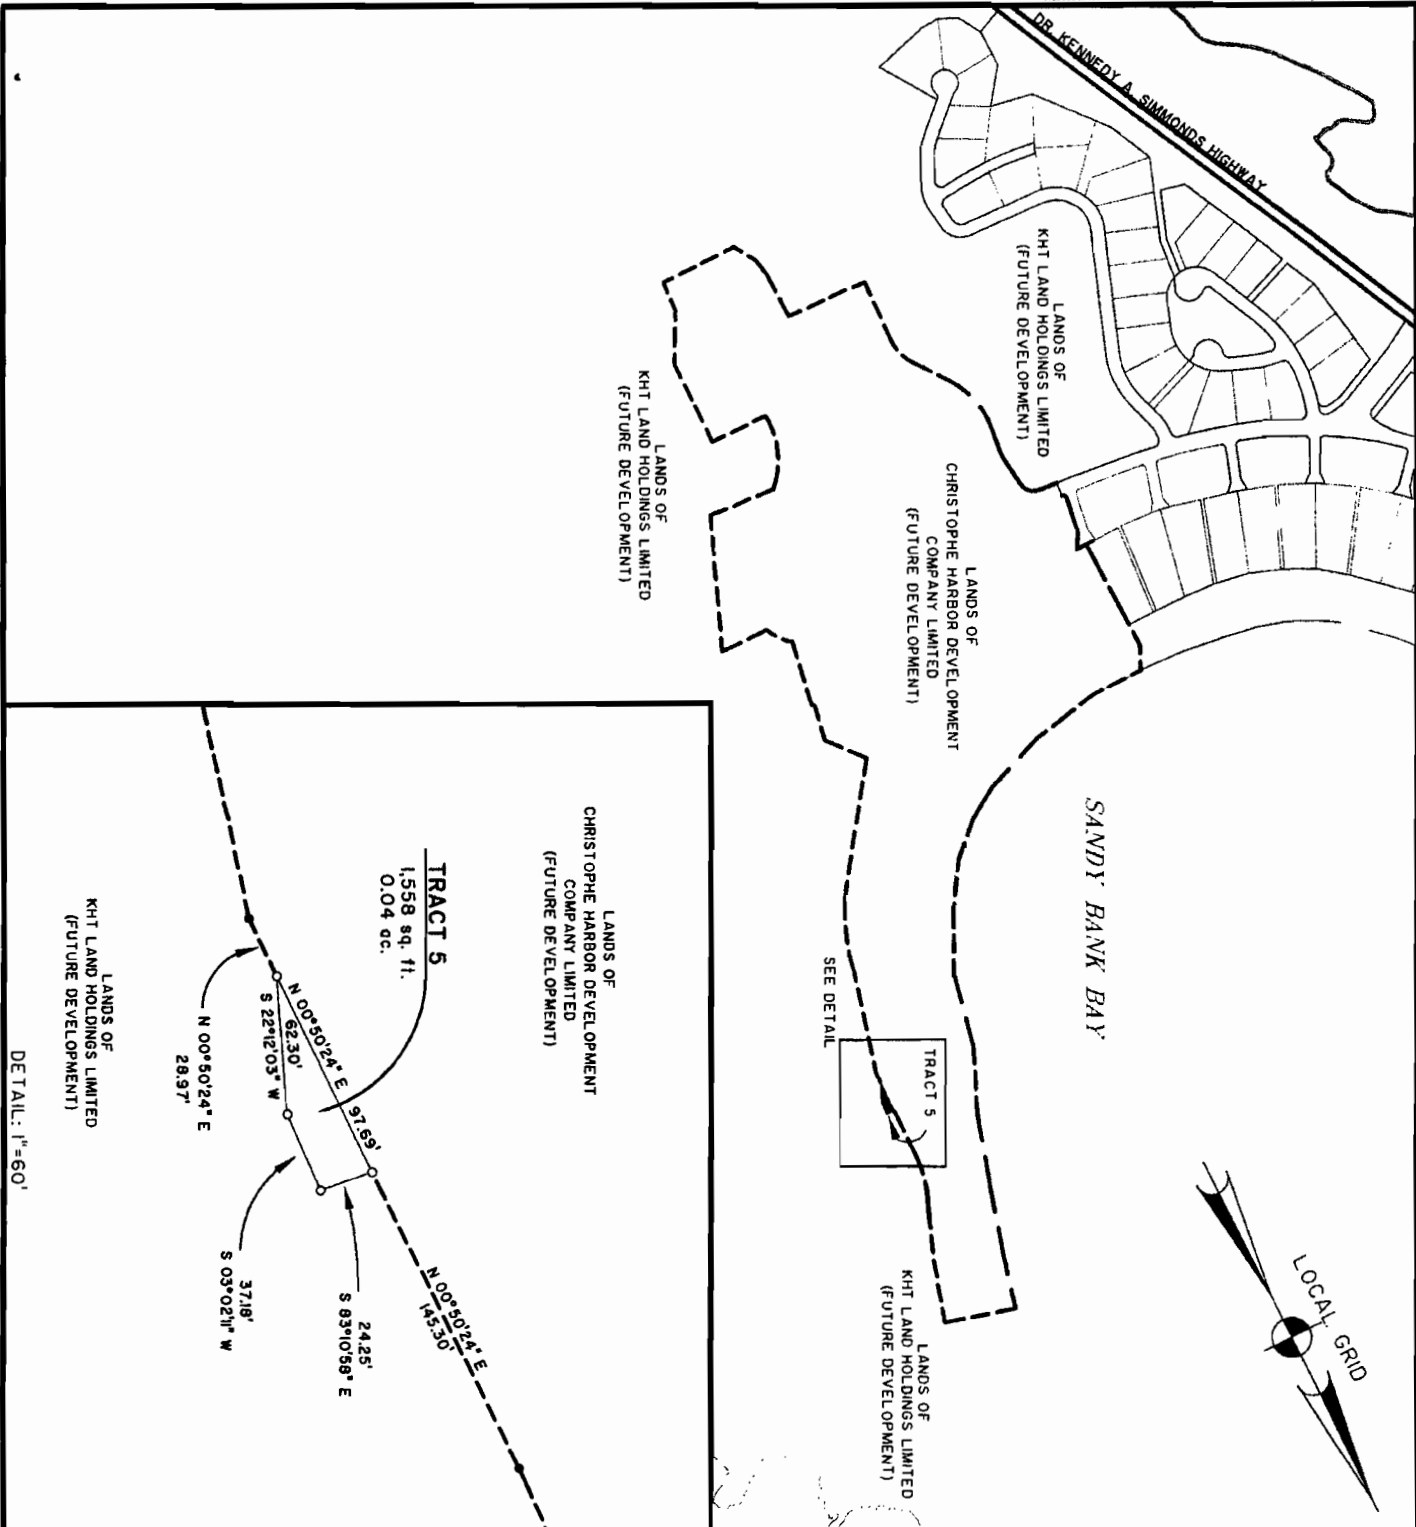 DR. KENNEDY A. SIMMONDS HIGHWAY
LANDS OF
KHT LAND HOLDINGS LIMITED
(FUTURE DEVELOPMENT)
LANDS OF
CHRISTOPHE HARBOR DEVELOPMENT
COMPANY LIMITED
(FUTURE DEVELOPMENT)
LANDS OF
KHT LAND HOLDINGS LIMITED
(FUTURE DEVELOPMENT)
SANDY BANK BAY
SEE DETAIL
TRACT 5
LOCAL GRID
LANDS OF
KHT LAND HOLDINGS LIMITED
(FUTURE DEVELOPMENT)
LANDS OF
CHRISTOPHE HARBOR DEVELOPMENT
COMPANY LIMITED
(FUTURE DEVELOPMENT)
TRACT 5
1,558 sq. ft.
0.04 ac.
N 00°50'24" E 97.69'
62.30'
S 22°12'03" W
N 00°50'24" E
28.97'
N 00°50'24" E
145.30'
24.25'
S 83°10'58" E
37.18'
S 03°02'11" W
LANDS OF
KHT LAND HOLDINGS LIMITED
(FUTURE DEVELOPMENT)
DETAIL: 1"=60'